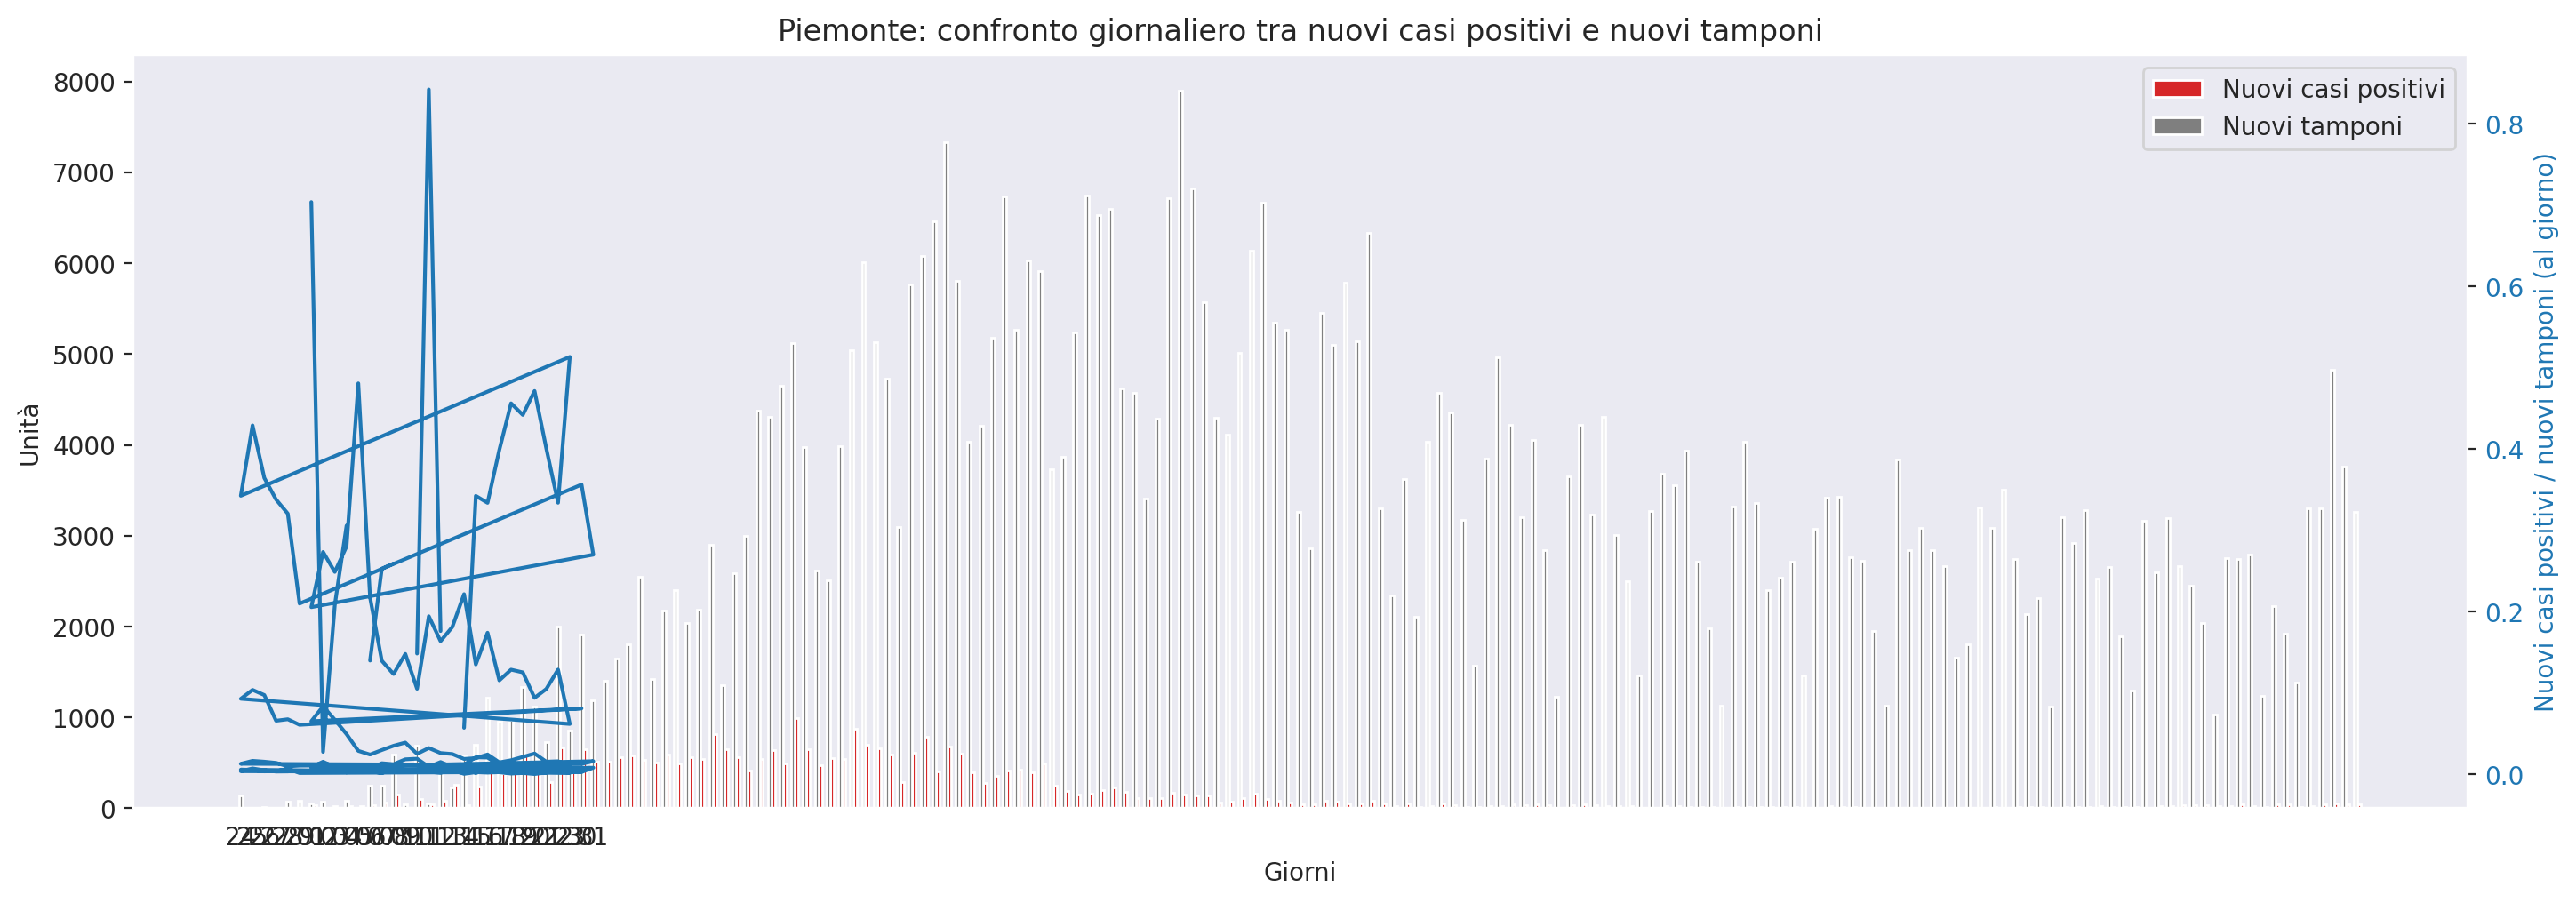 Piemonte: confronto giornaliero tra nuovi casi positivi e nuovi tamponi
Nuovi casi positivi
Nuovi tamponi
8000
7000
6000
5000
4000
3000
2000
1000
0
Unità
0.8
0.6
0.4
0.2
0.0
Nuovi casi positivi / nuovi tamponi (al giorno)
Giorni